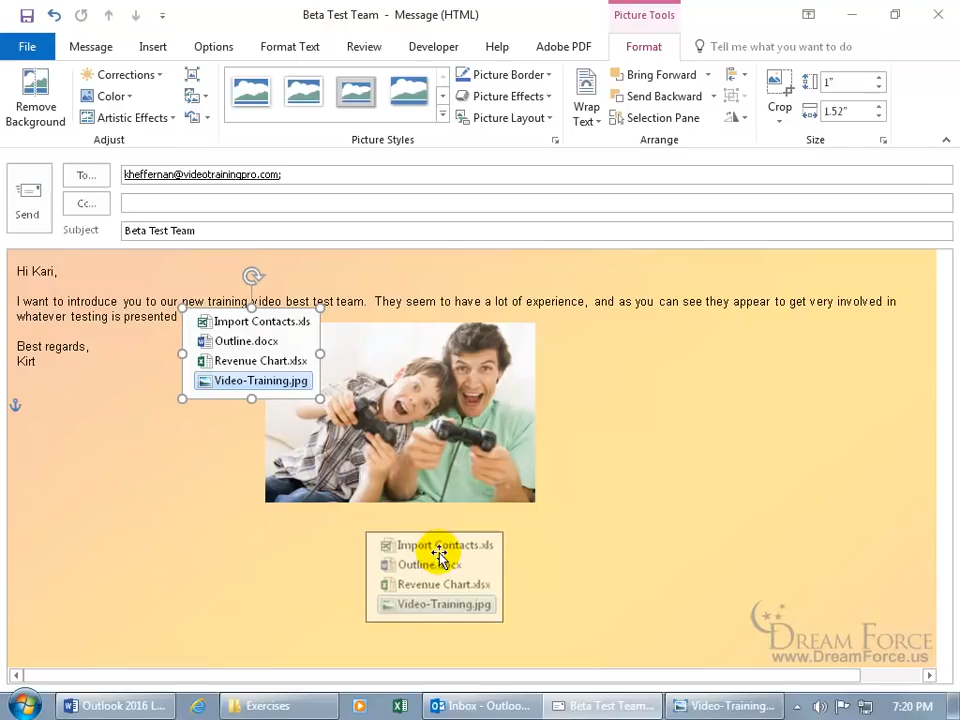 Beta Test Team - Message (HTML)
Picture Tools
File Message Insert Options Format Text Review Developer Help Adobe PDF Format Tell me what you want to do
Remove Background
Corrections
Color
Artistic Effects
Adjust
Picture Styles
Picture Border
Picture Effects
Picture Layout
Wrap Text
Bring Forward
Send Backward
Selection Pane
Arrange
Crop
1"
1.52"
Size
Send
To...
kheffernan@videotrainingpro.com;
Cc...
Subject
Beta Test Team
Hi Kari,
I want to introduce you to our new training video best test team. They seem to have a lot of experience, and as you can see they appear to get very involved in
whatever testing is presented
Best regards,
Kirt
Import Contacts.xls
Outline.docx
Revenue Chart.xlsx
Video-Training.jpg
Import Contacts.xls
Outline.docx
Revenue Chart.xlsx
Video-Training.jpg
DREAM FORCE
www.DreamForce.us
Outlook 2016 L... Exercises Inbox - Outloo... Beta Test Team... Video-Training... 7:20 PM